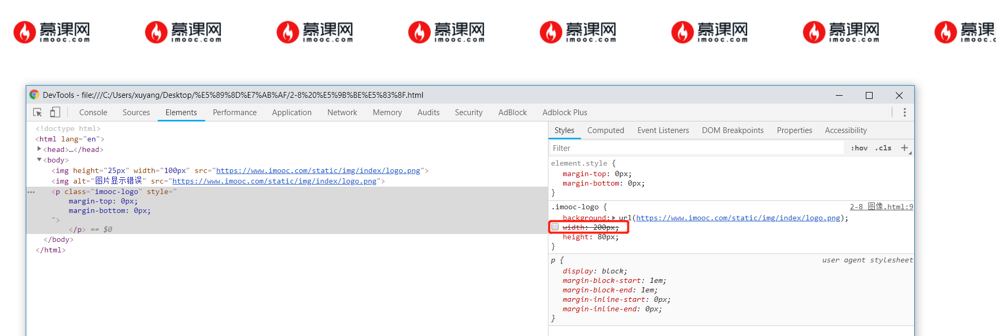 慕课网 慕课网 慕课网 慕课网 慕课网 慕课网 慕课网 慕课
imooc.com imooc.com imooc.com imooc.com imooc.com imooc.com imooc.com imooc.c
DevTools - file:///C:/Users/xuyang/Desktop/%E5%89%8D%E7%AB%AF/2-8%20%E5%9B%BE%E5%83%8F.html
Console Sources Elements Performance Application Network Memory Audits Security AdBlock Adblock Plus
<!doctype html>
<html lang="en">
<head>…</head>
<body>
<img height="25px" width="100px" src="https://www.imooc.com/static/img/index/logo.png">
<img alt="图片显示错误" src="https://www.imooc.com/static/img/index/logo.png">
<p class="imooc-logo" style="
margin-top: 0px;
margin-bottom: 0px;
">
</p> == $0
</body>
</html>
Styles Computed Event Listeners DOM Breakpoints Properties Accessibility
Filter :hov .cls +
element.style {
margin-top: 0px;
margin-bottom: 0px;
}
.imooc-logo { 2-8 图像.html:9
background: url(https://www.imooc.com/static/img/index/logo.png);
width: 200px;
height: 80px;
}
p { user agent stylesheet
display: block;
margin-block-start: 1em;
margin-block-end: 1em;
margin-inline-start: 0px;
margin-inline-end: 0px;
}